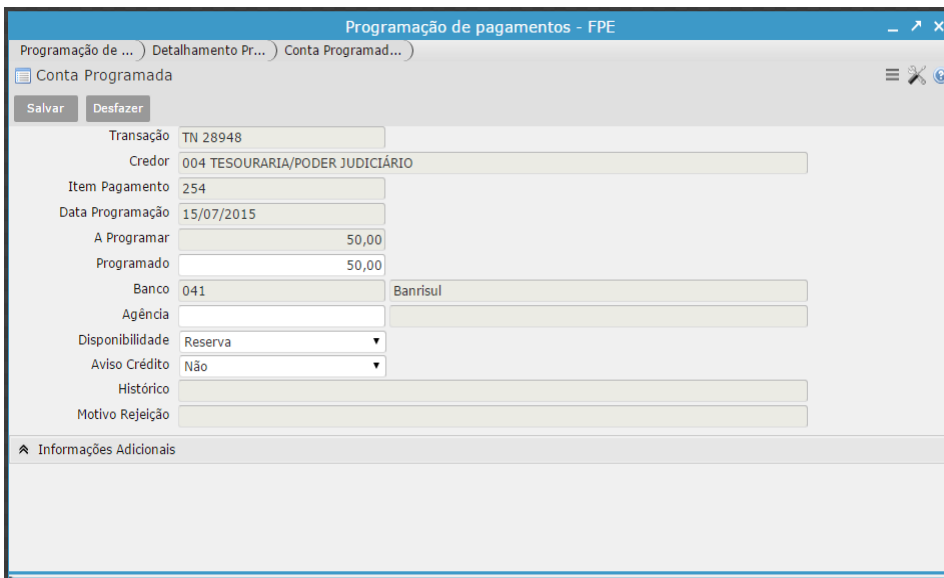 Programação de pagamentos - FPE
Programação de ... Detalhamento Pr... Conta Programad...
Conta Programada
Salvar Desfazer
Transação TN 28948
Credor 004 TESOURARIA/PODER JUDICIÁRIO
Item Pagamento 254
Data Programação 15/07/2015
A Programar 50,00
Programado 50,00
Banco 041 Banrisul
Agência
Disponibilidade Reserva
Aviso Crédito Não
Histórico
Motivo Rejeição
Informações Adicionais